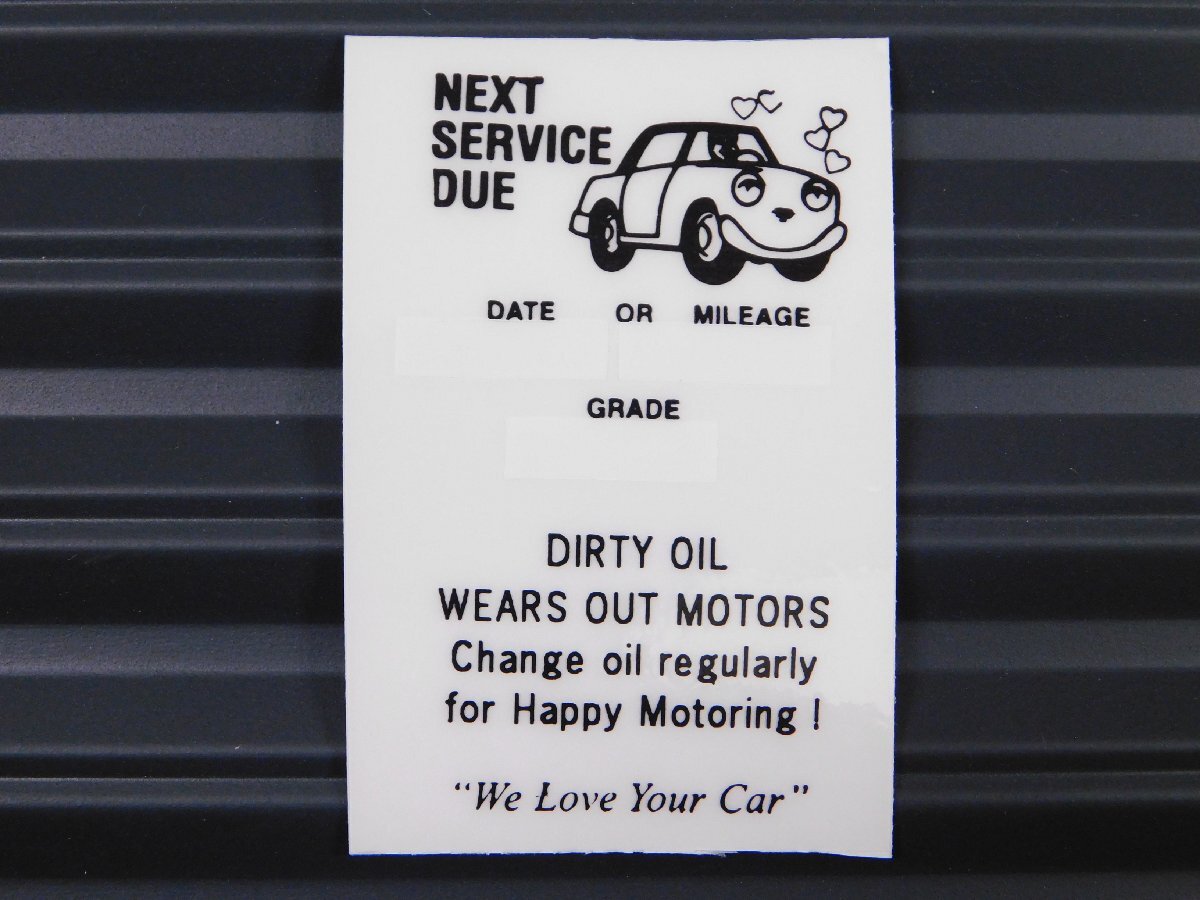 NEXT
SERVICE
DUE
DATE OR MILEAGE
GRADE
DIRTY OIL
WEARS OUT MOTORS
Change oil regularly
for Happy Motoring !
"We Love Your Car"